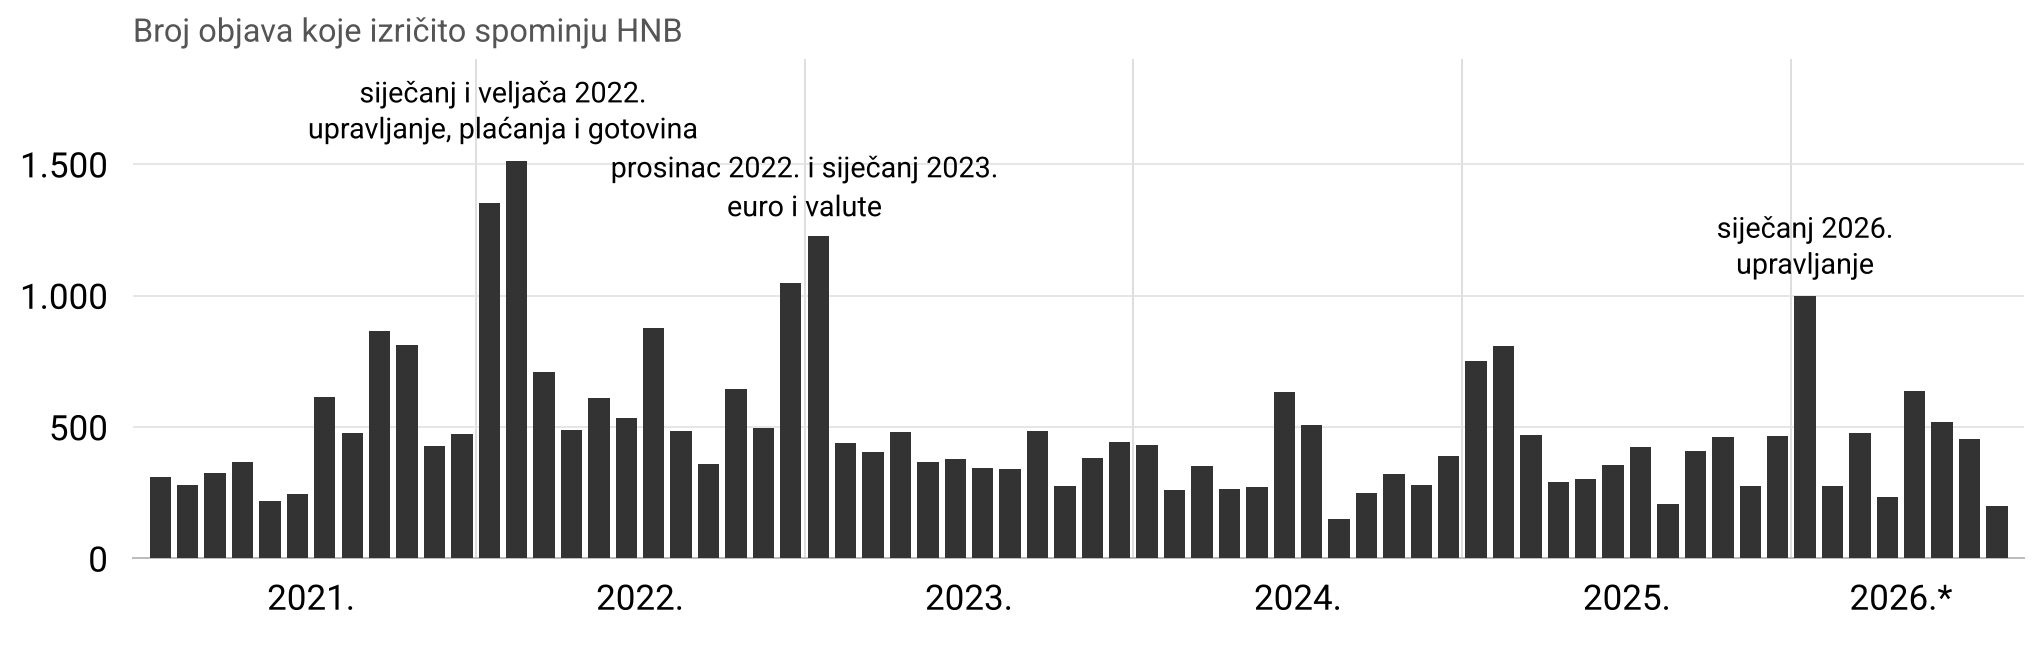 Broj objava koje izričito spominju HNB
siječanj i veljača 2022.
upravljanje, plaćanja i gotovina
prosinac 2022. i siječanj 2023.
euro i valute
siječanj 2026.
upravljanje
1.500
1.000
500
0
2021.
2022.
2023.
2024.
2025.
2026.*